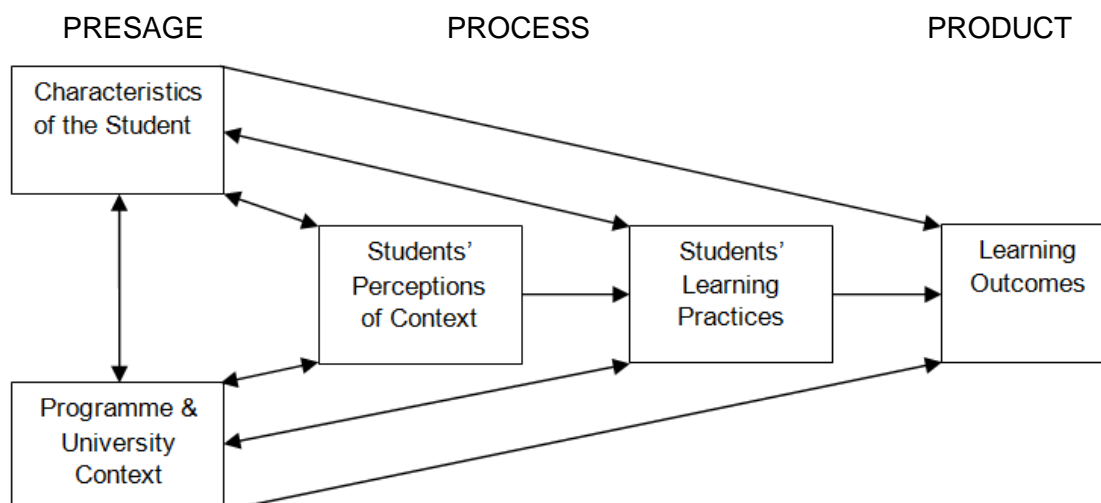 PRESAGE
PROCESS
PRODUCT
Characteristics
of the Student
Students’
Perceptions
of Context
Students’
Learning
Practices
Learning
Outcomes
Programme &
University
Context